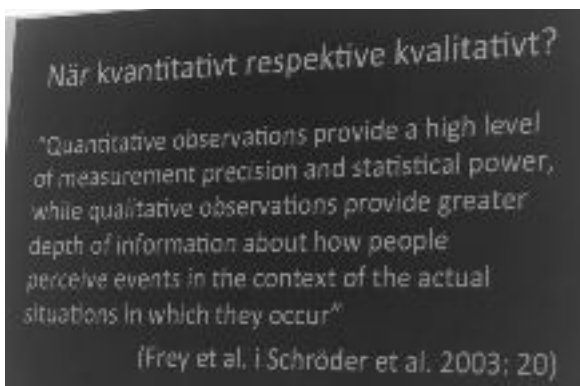 När kvantitativt respektive kvalitativt?
"Quantitative observations provide a high level
of measurement precision and statistical power,
while qualitative observations provide greater
depth of information about how people
perceive events in the context of the actual
situations in which they occur"
(Frey et al. i Schröder et al. 2003: 20)